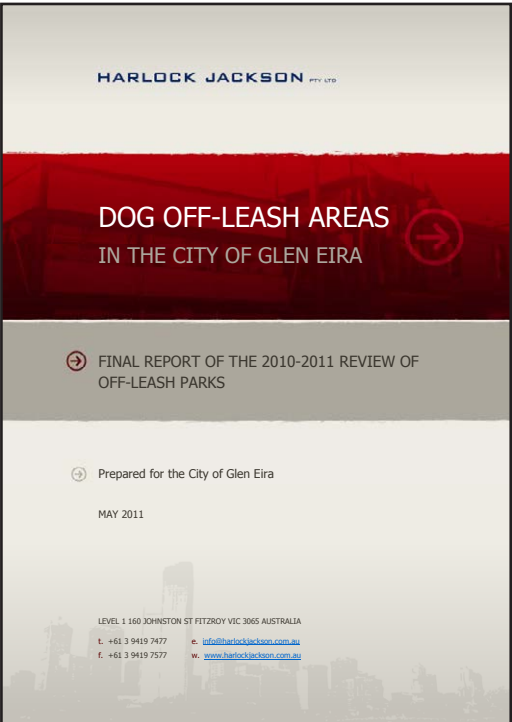 HARLOCK JACKSON PTY LTD
DOG OFF-LEASH AREAS
IN THE CITY OF GLEN EIRA
FINAL REPORT OF THE 2010-2011 REVIEW OF
OFF-LEASH PARKS
Prepared for the City of Glen Eira
MAY 2011
LEVEL 1 160 JOHNSTON ST FITZROY VIC 3065 AUSTRALIA
t. +61 3 9419 7477 e. info@harlockjackson.com.au
f. +61 3 9419 7577 w. www.harlockjackson.com.au